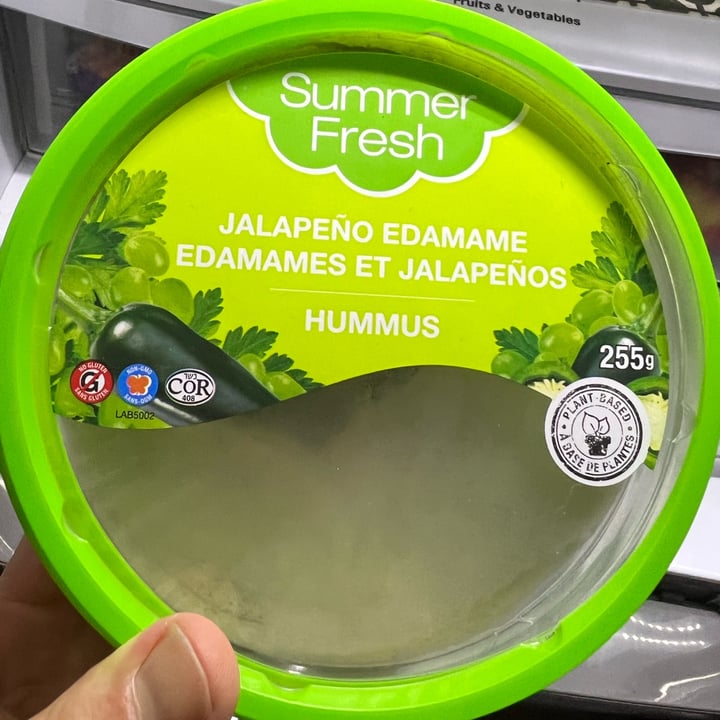 Fruits & Vegetables
Summer
Fresh
JALAPEÑO EDAMAME
EDAMAMES ET JALAPEÑOS
HUMMUS
255g
NO GLUTEN
G
SANS GLUTEN
NON-GMO
SANS-OGM
כשר
COR
408
LAB5002
PLANT-BASED
À BASE DE PLANTES